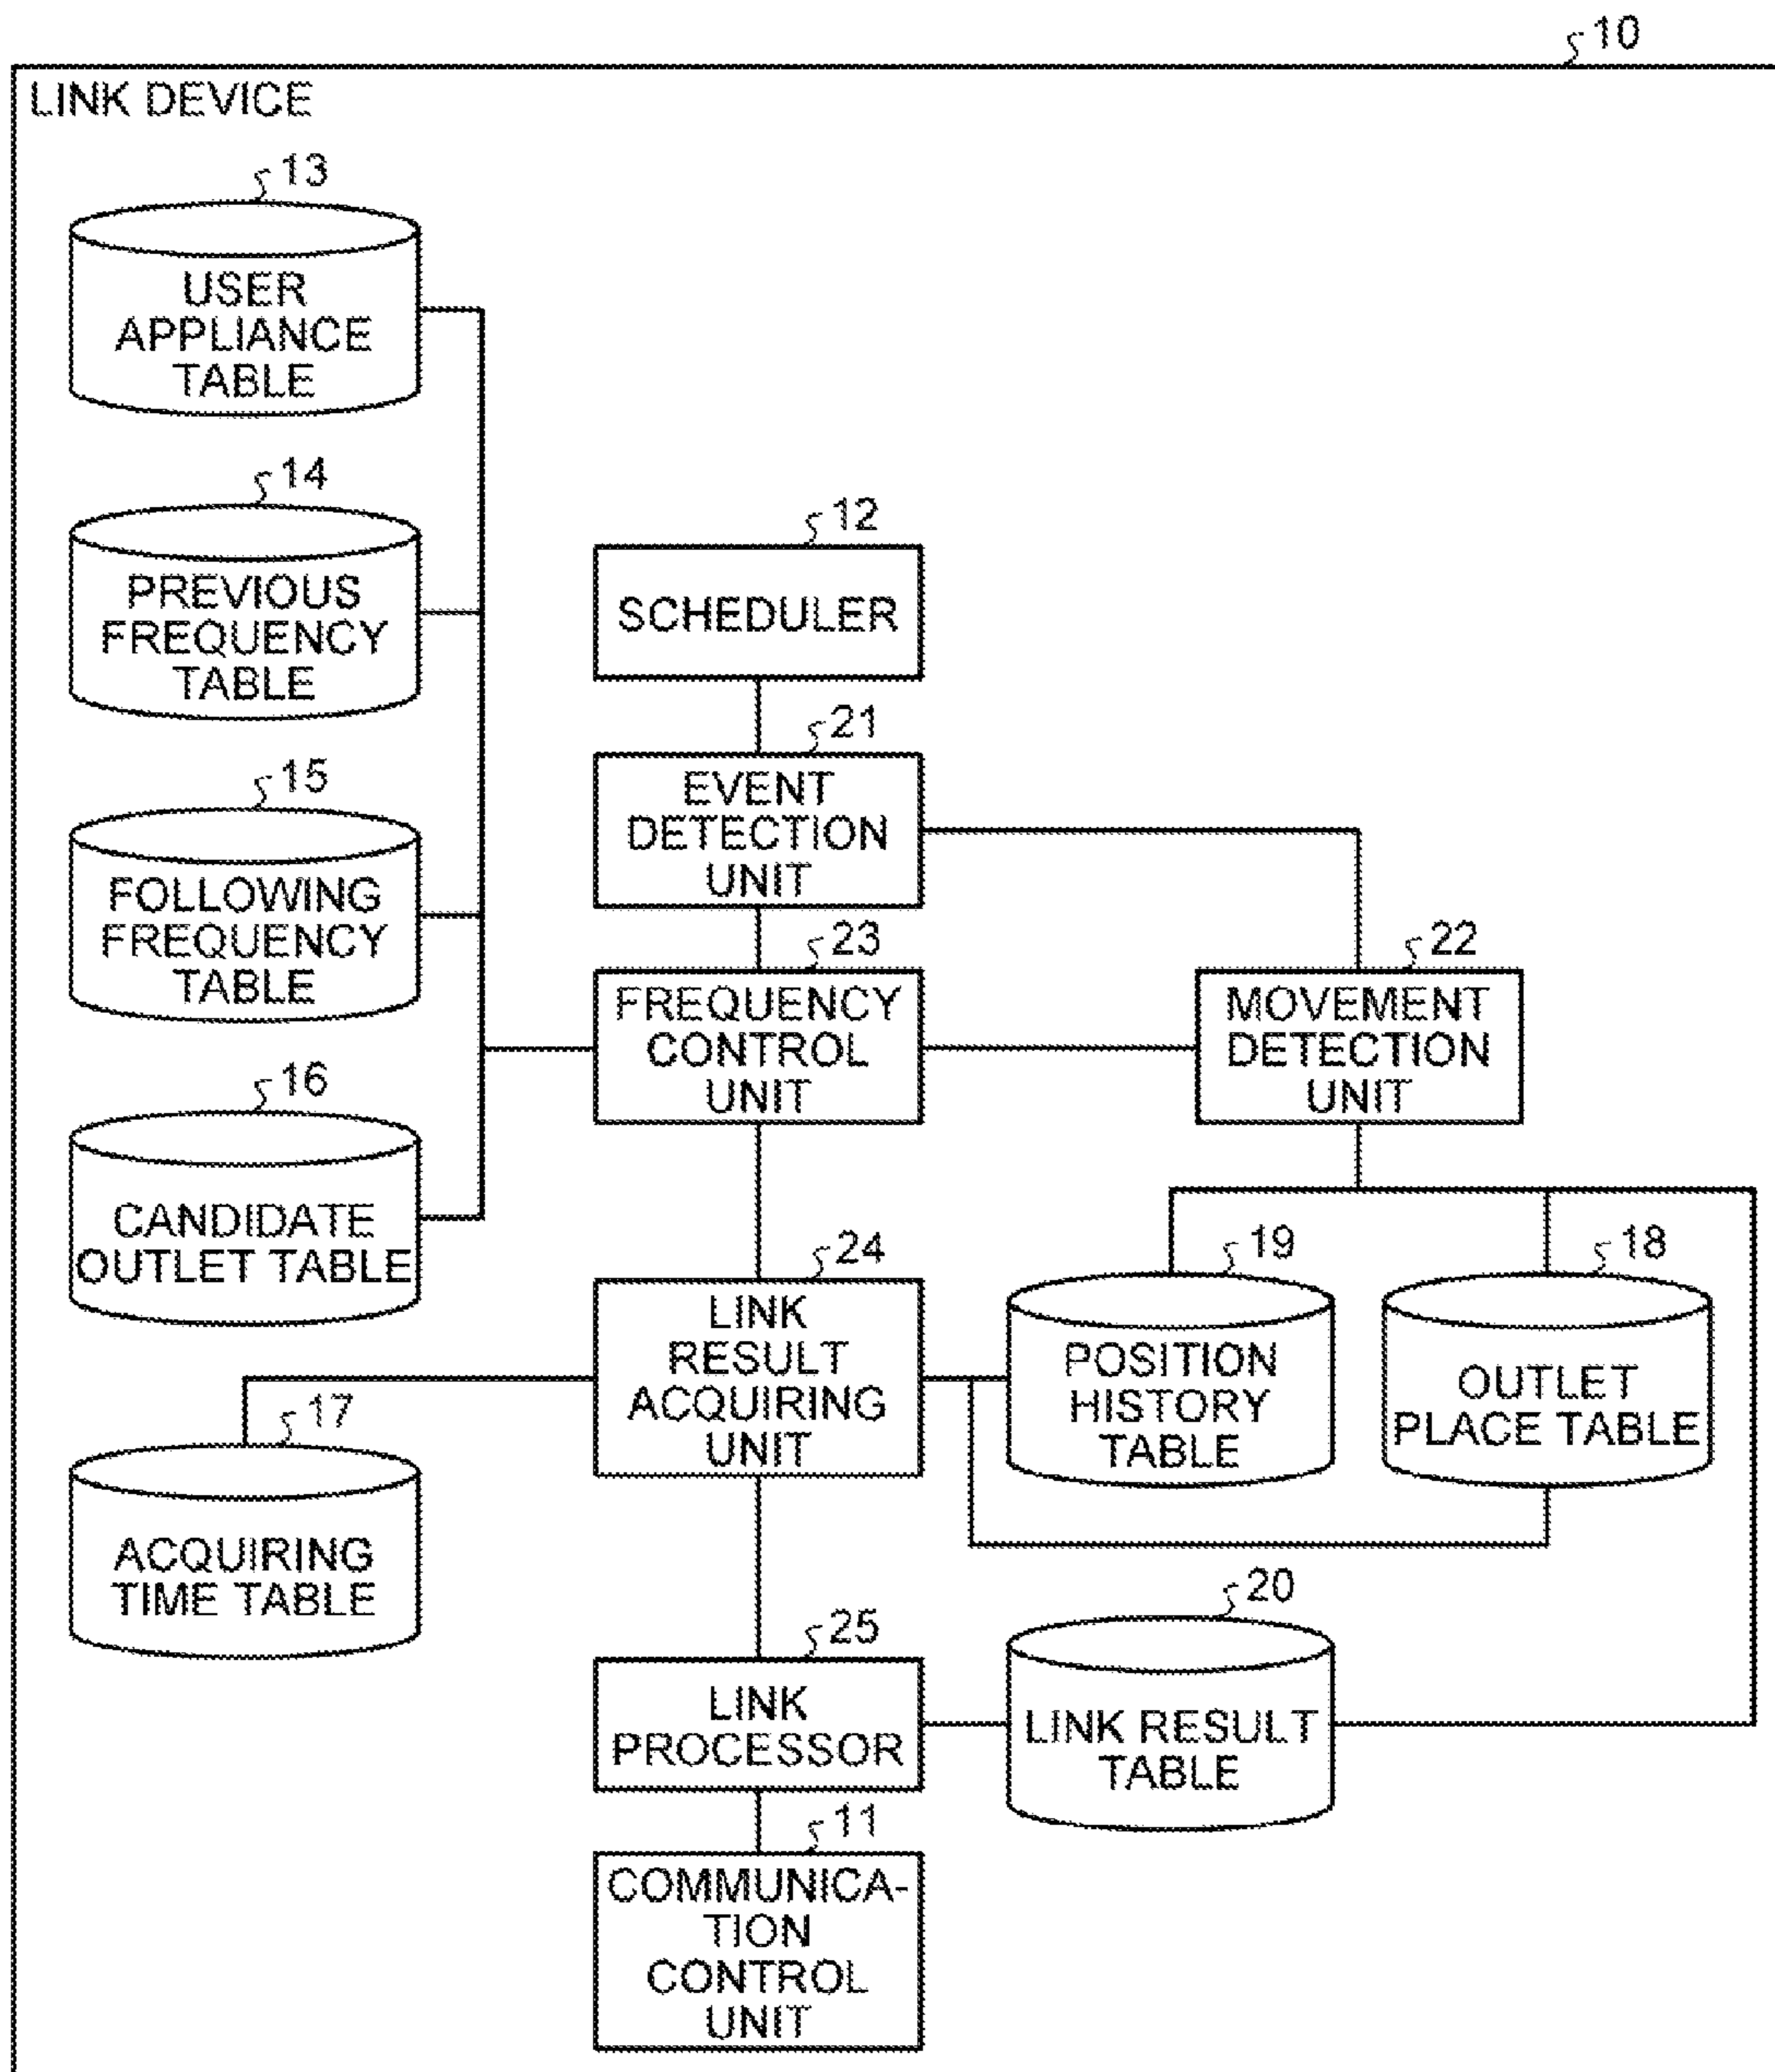 10
LINK DEVICE
13
USER
APPLIANCE
TABLE
14
PREVIOUS
FREQUENCY
TABLE
15
FOLLOWING
FREQUENCY
TABLE
16
CANDIDATE
OUTLET TABLE
17
ACQUIRING
TIME TABLE
12
SCHEDULER
21
EVENT
DETECTION
UNIT
23
FREQUENCY
CONTROL
UNIT
22
MOVEMENT
DETECTION
UNIT
24
LINK
RESULT
ACQUIRING
UNIT
19
POSITION
HISTORY
TABLE
18
OUTLET
PLACE TABLE
25
LINK
PROCESSOR
20
LINK RESULT
TABLE
11
COMMUNICA-
TION
CONTROL
UNIT